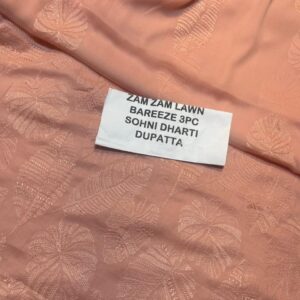 ZAM ZAM LAWN
BAREEZE 3PC
SOHNI DHARTI
DUPATTA